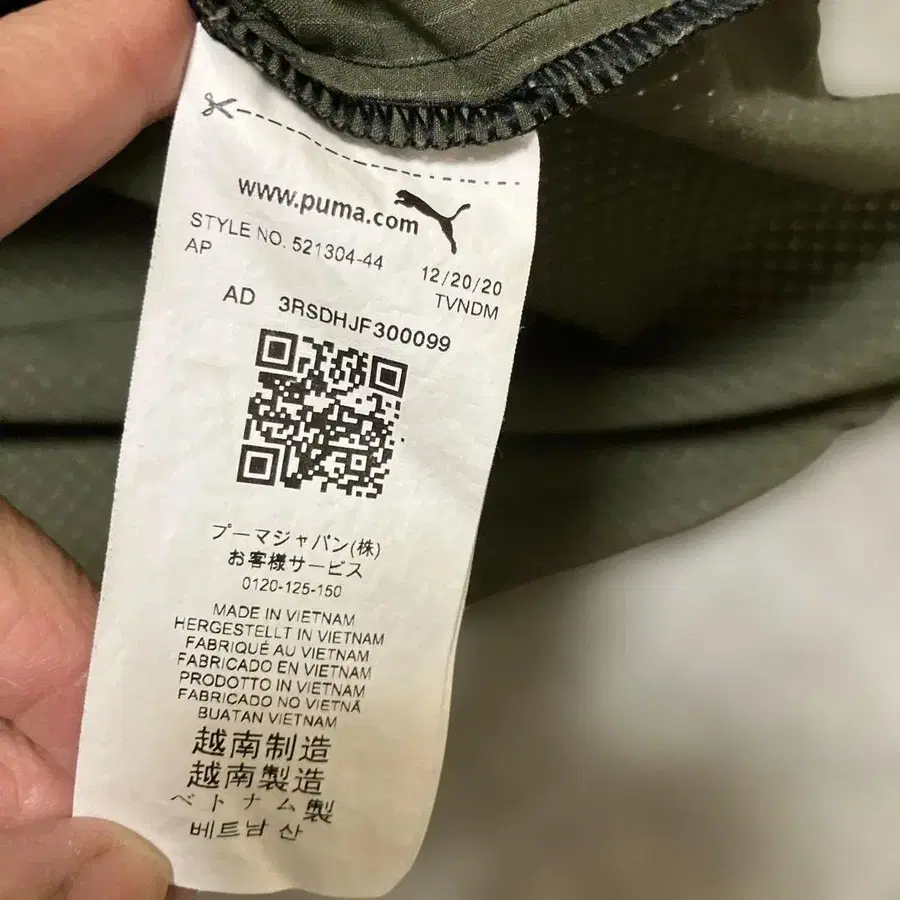 www.puma.com
STYLE NO. 521304-44
AP
12/20/20
TVNDM
AD 3RSDHJF300099
プーマジャパン(株)
お客様サービス
0120-125-150
MADE IN VIETNAM
HERGESTELLT IN VIETNAM
FABRIQUÉ AU VIETNAM
FABRICADO EN VIETNAM
PRODOTTO IN VIETNAM
FABRICADO NO VIETNÃ
BUATAN VIETNAM
越南制造
越南製造
ベトナム製
베트남 산